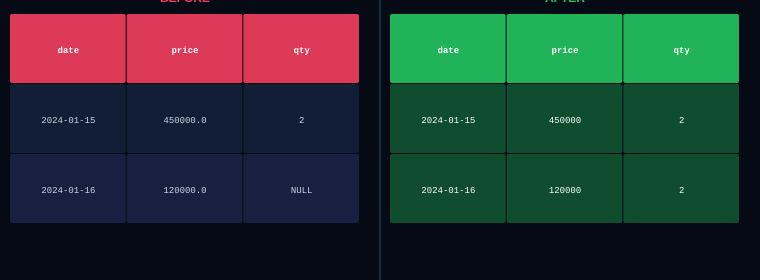 BEFORE
AFTER
date price qty
2024-01-15 450000.0 2
2024-01-16 120000.0 NULL
date price qty
2024-01-15 450000 2
2024-01-16 120000 2